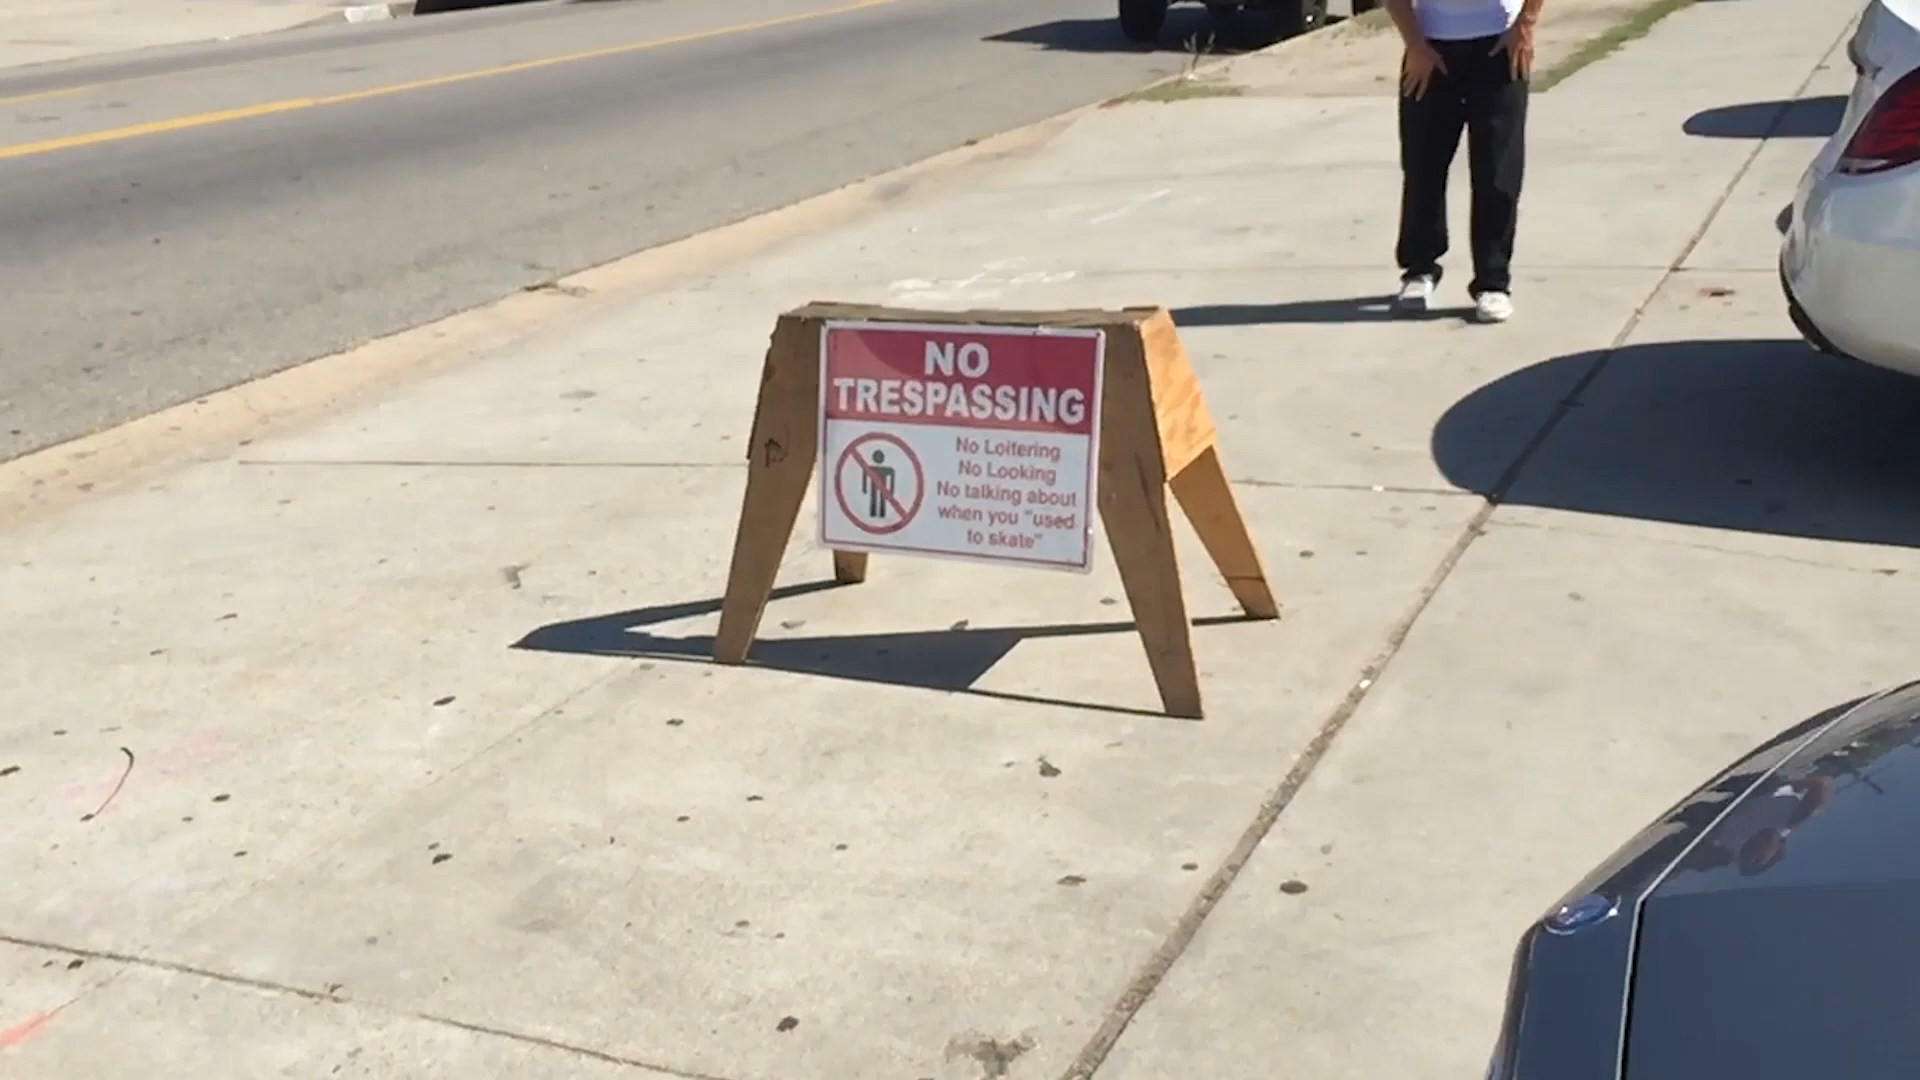 NO
TRESPASSING
No Loitering
No Looking
No talking about
when you "used
to skate"